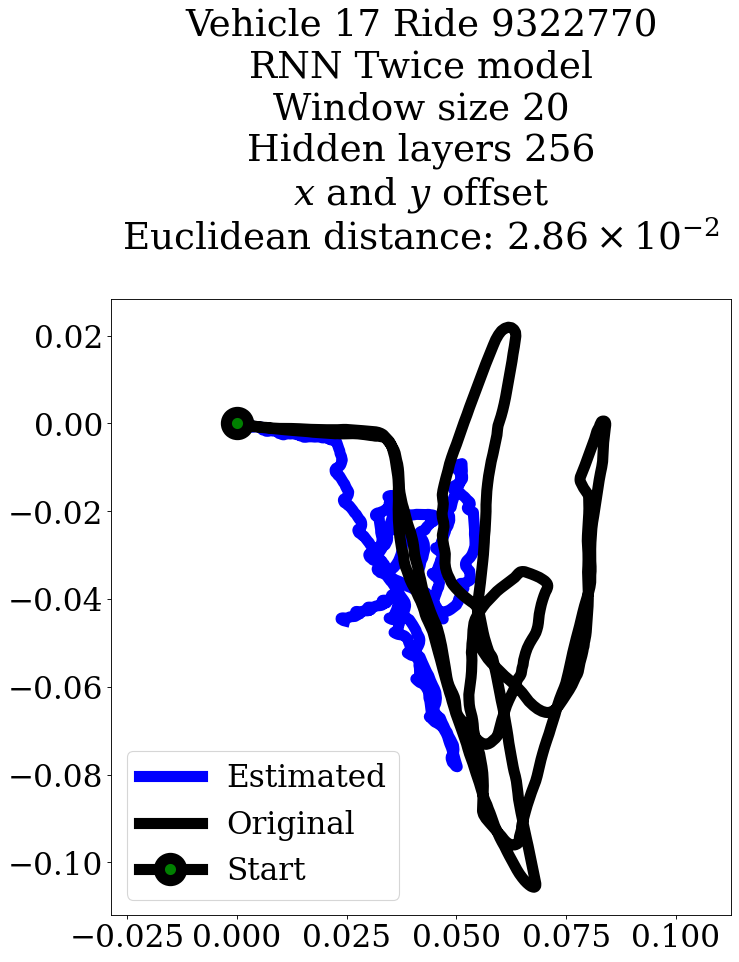 Vehicle 17 Ride 9322770
RNN Twice model
Window size 20
Hidden layers 256
x and y offset
Euclidean distance: 2.86 × 10⁻²
0.02
0.00
−0.02
−0.04
−0.06
−0.08
−0.10
Estimated
Original
Start
−0.025 0.000 0.025 0.050 0.075 0.100